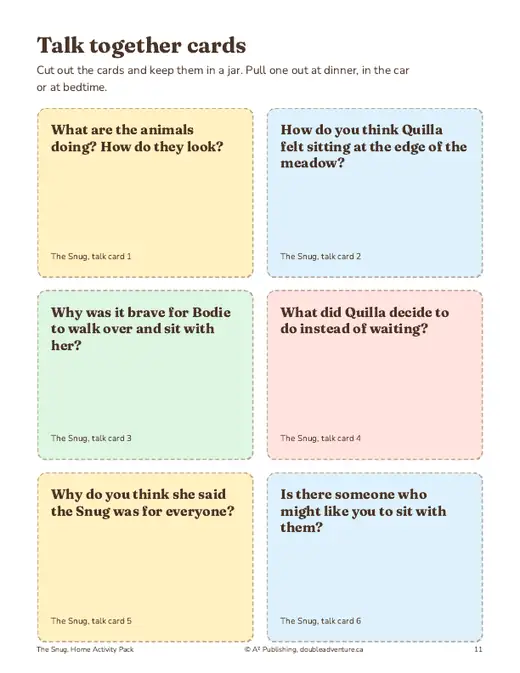 Talk together cards
Cut out the cards and keep them in a jar. Pull one out at dinner, in the car
or at bedtime.
What are the animals
doing? How do they look?
The Snug, talk card 1
How do you think Quilla
felt sitting at the edge of the
meadow?
The Snug, talk card 2
Why was it brave for Bodie
to walk over and sit with
her?
The Snug, talk card 3
What did Quilla decide to
do instead of waiting?
The Snug, talk card 4
Why do you think she said
the Snug was for everyone?
The Snug, talk card 5
Is there someone who
might like you to sit with
them?
The Snug, talk card 6
The Snug, Home Activity Pack
© A² Publishing, doubleadventure.ca
11